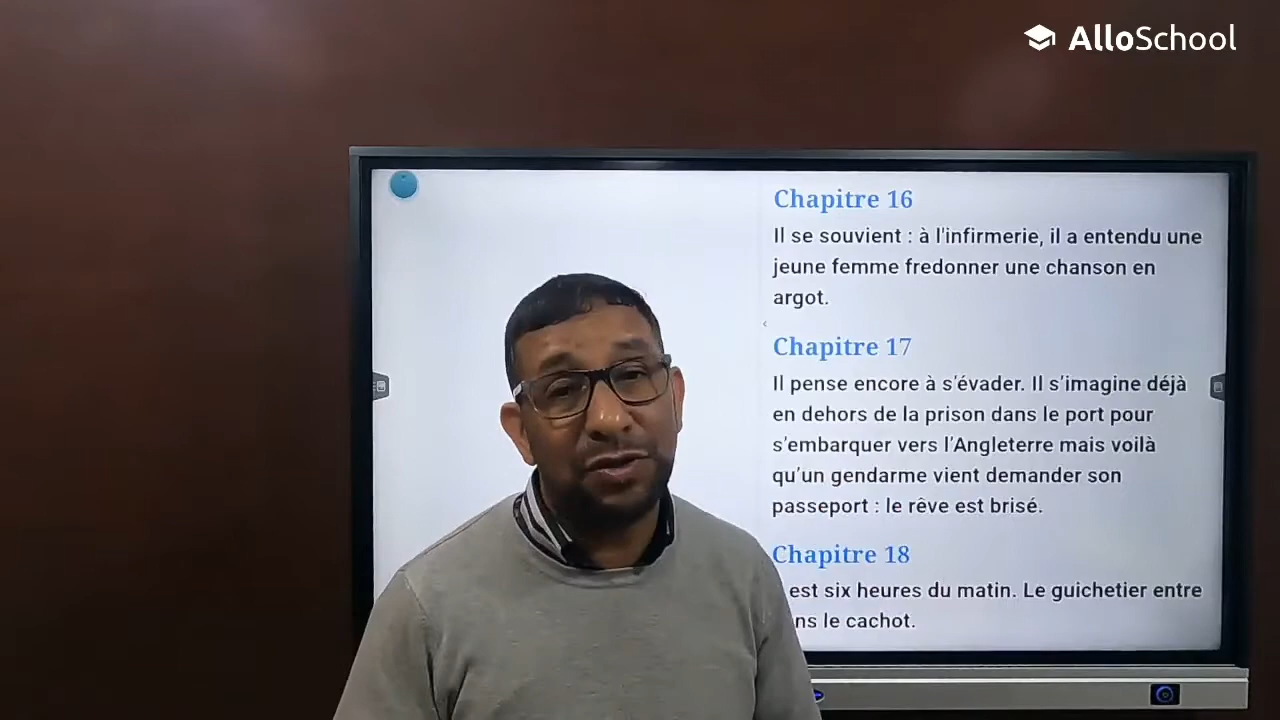 AlloSchool
Chapitre 16
Il se souvient : à l'infirmerie, il a entendu une
jeune femme fredonner une chanson en
argot.
Chapitre 17
Il pense encore à s'évader. Il s'imagine déjà
en dehors de la prison dans le port pour
s'embarquer vers l'Angleterre mais voilà
qu'un gendarme vient demander son
passeport : le rêve est brisé.
Chapitre 18
est six heures du matin. Le guichetier entre
ns le cachot.